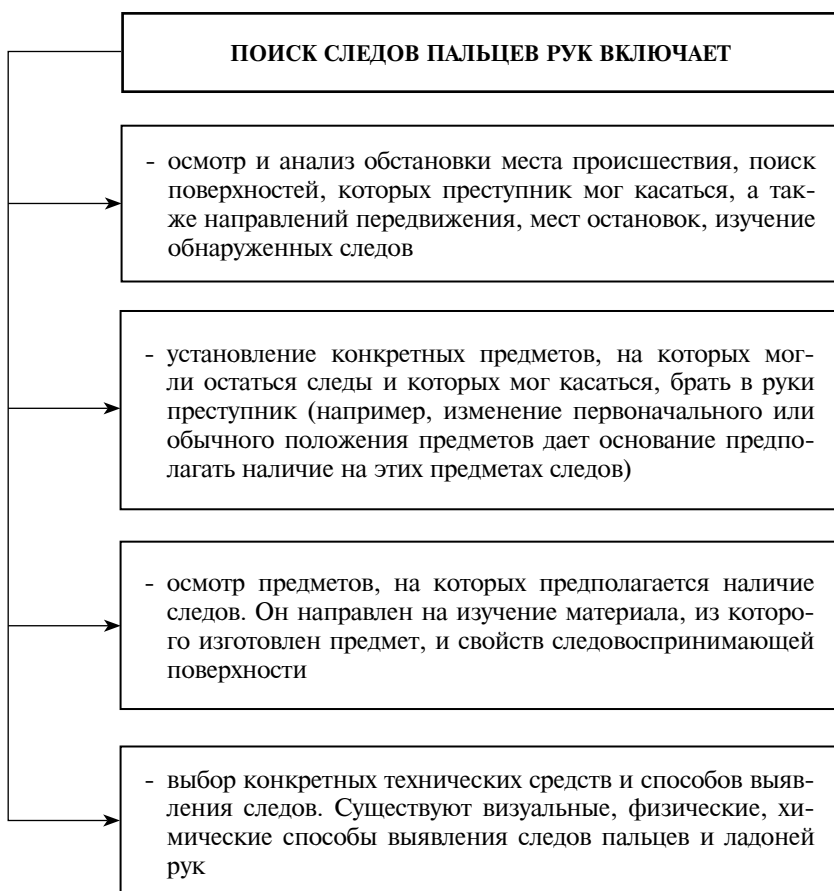 ПОИСК СЛЕДОВ ПАЛЬЦЕВ РУК ВКЛЮЧАЕТ
- осмотр и анализ обстановки места происшествия, поиск
поверхностей, которых преступник мог касаться, а так-
же направлений передвижения, мест остановок, изучение
обнаруженных следов
- установление конкретных предметов, на которых мог-
ли остаться следы и которых мог касаться, брать в руки
преступник (например, изменение первоначального или
обычного положения предметов дает основание предпо-
лагать наличие на этих предметах следов)
- осмотр предметов, на которых предполагается наличие
следов. Он направлен на изучение материала, из которо-
го изготовлен предмет, и свойств следовоспринимающей
поверхности
- выбор конкретных технических средств и способов выяв-
ления следов. Существуют визуальные, физические, хи-
мические способы выявления следов пальцев и ладоней
рук